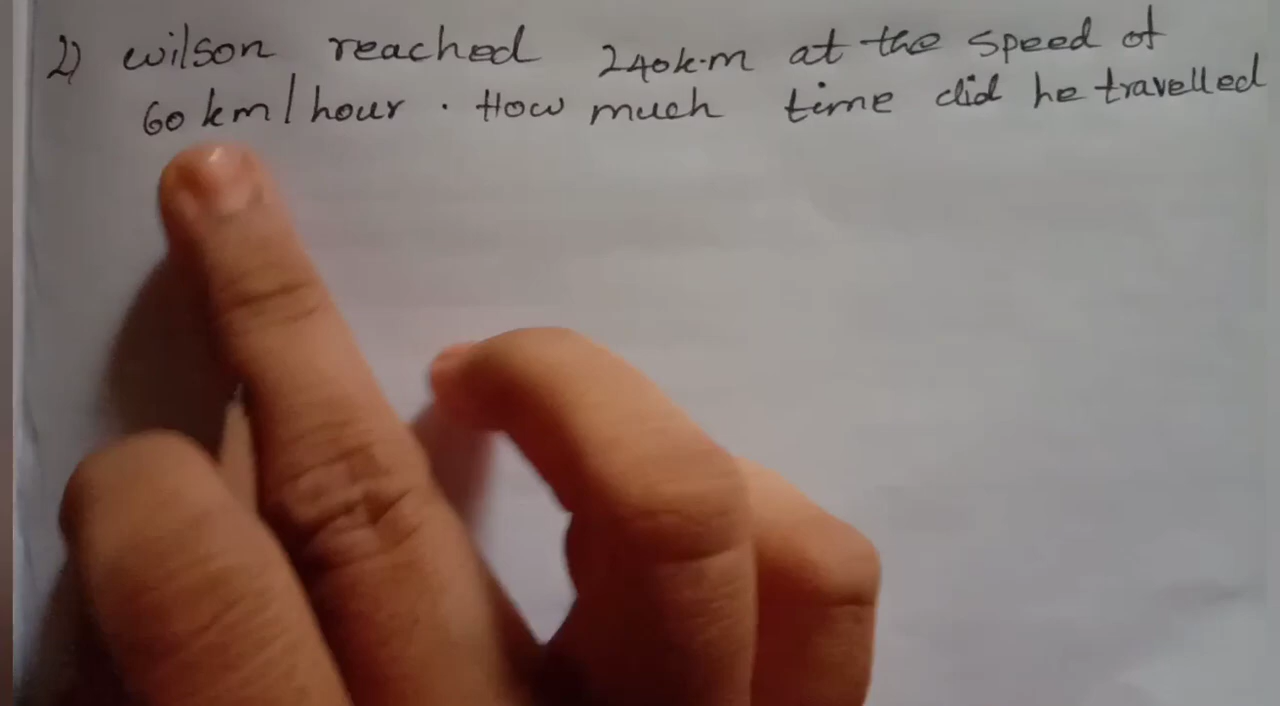 2) wilson reached 240k.m at the speed of
60 km/hour. How much time did he travelled